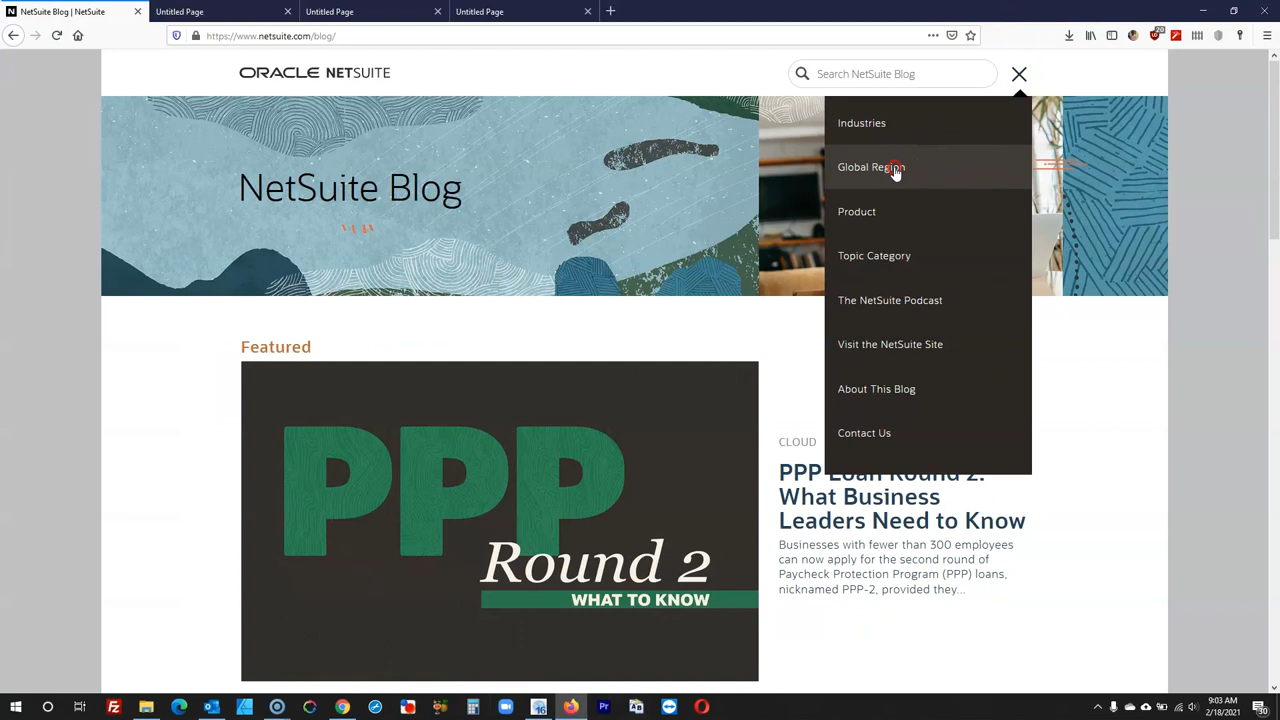 NetSuite Blog | NetSuite
Untitled Page
Untitled Page
Untitled Page
https://www.netsuite.com/blog/
20
ORACLE NETSUITE
Search NetSuite Blog
NetSuite Blog
Industries
Global Region
Product
Topic Category
The NetSuite Podcast
Visit the NetSuite Site
About This Blog
Contact Us
Featured
PPP
Round 2
WHAT TO KNOW
CLOUD
PPP Loan Round 2:
What Business
Leaders Need to Know
Businesses with fewer than 300 employees
can now apply for the second round of
Paycheck Protection Program (PPP) loans,
nicknamed PPP-2, provided they...
9:03 AM
2/18/2021
30